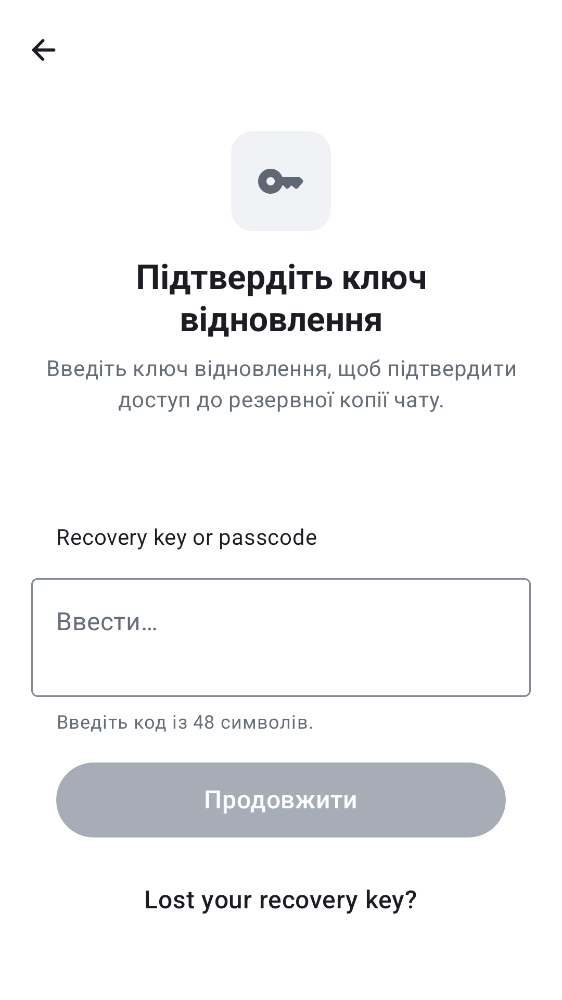 Підтвердіть ключ
відновлення
Введіть ключ відновлення, щоб підтвердити
доступ до резервної копії чату.
Recovery key or passcode
Ввести...
Введіть код із 48 символів.
Продовжити
Lost your recovery key?